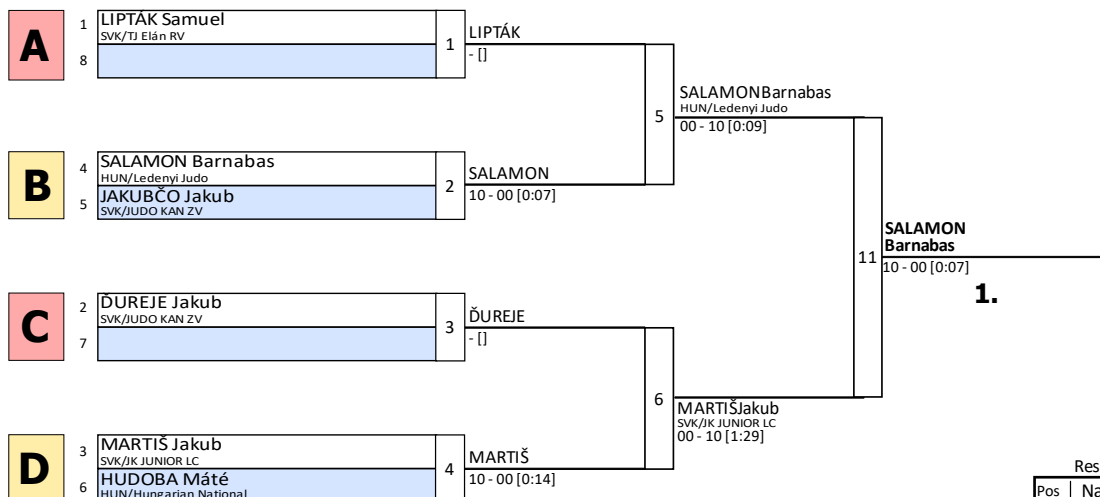 A
1 LIPTÁK Samuel
SVK/TJ Elán RV
8
1
LIPTÁK
- []
B
4 SALAMON Barnabas
HUN/Ledenyi Judo
5 JAKUBČO Jakub
SVK/JUDO KAN ZV
2
SALAMON
10 - 00 [0:07]
5
SALAMONBarnabas
HUN/Ledenyi Judo
00 - 10 [0:09]
C
2 ĎUREJE Jakub
SVK/JUDO KAN ZV
7
3
ĎUREJE
- []
D
3 MARTIŠ Jakub
SVK/JK JUNIOR LC
6 HUDOBA Máté
HUN/Hungarian National
4
MARTIŠ
10 - 00 [0:14]
6
MARTIŠJakub
SVK/JK JUNIOR LC
00 - 10 [1:29]
11
SALAMON
Barnabas
10 - 00 [0:07]
1.
Res
Pos Na